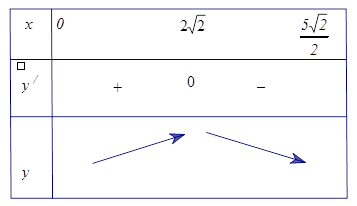 x 0 2√2 5√2/2
y′ + 0 −
y